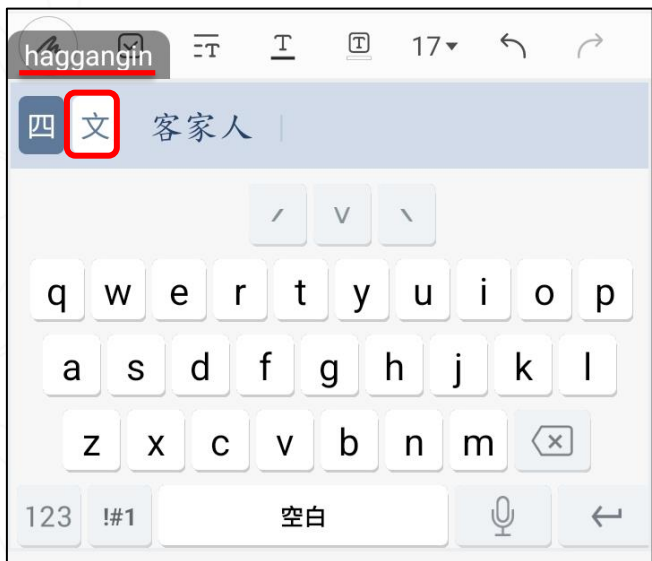 T T T 17
haggangin
四 文 客家人
ˊ ˇ ˋ
q w e r t y u i o p
a s d f g h j k l
z x c v b n m
123 !#1 空白